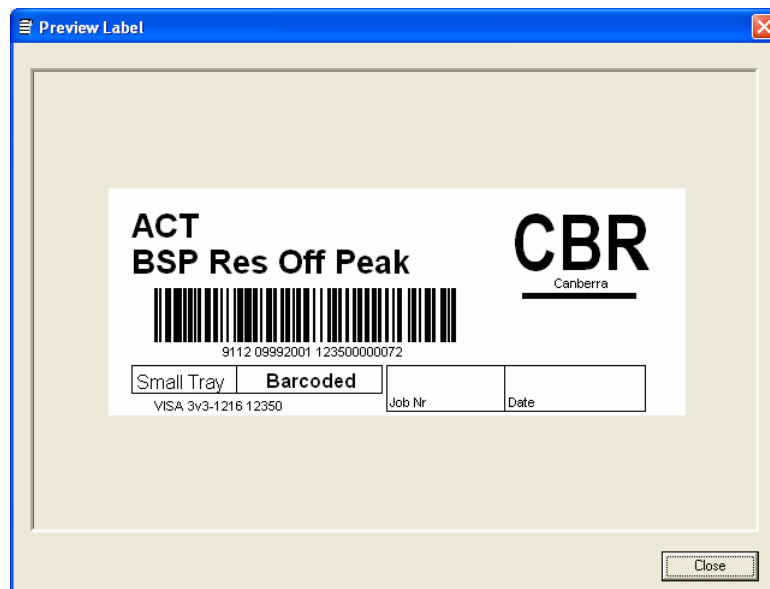 Preview Label
ACT
BSP Res Off Peak
CBR
Canberra
9112 09992001 123500000072
Small Tray
Barcoded
VISA 3v3-1216 12350
Job Nr
Date
Close